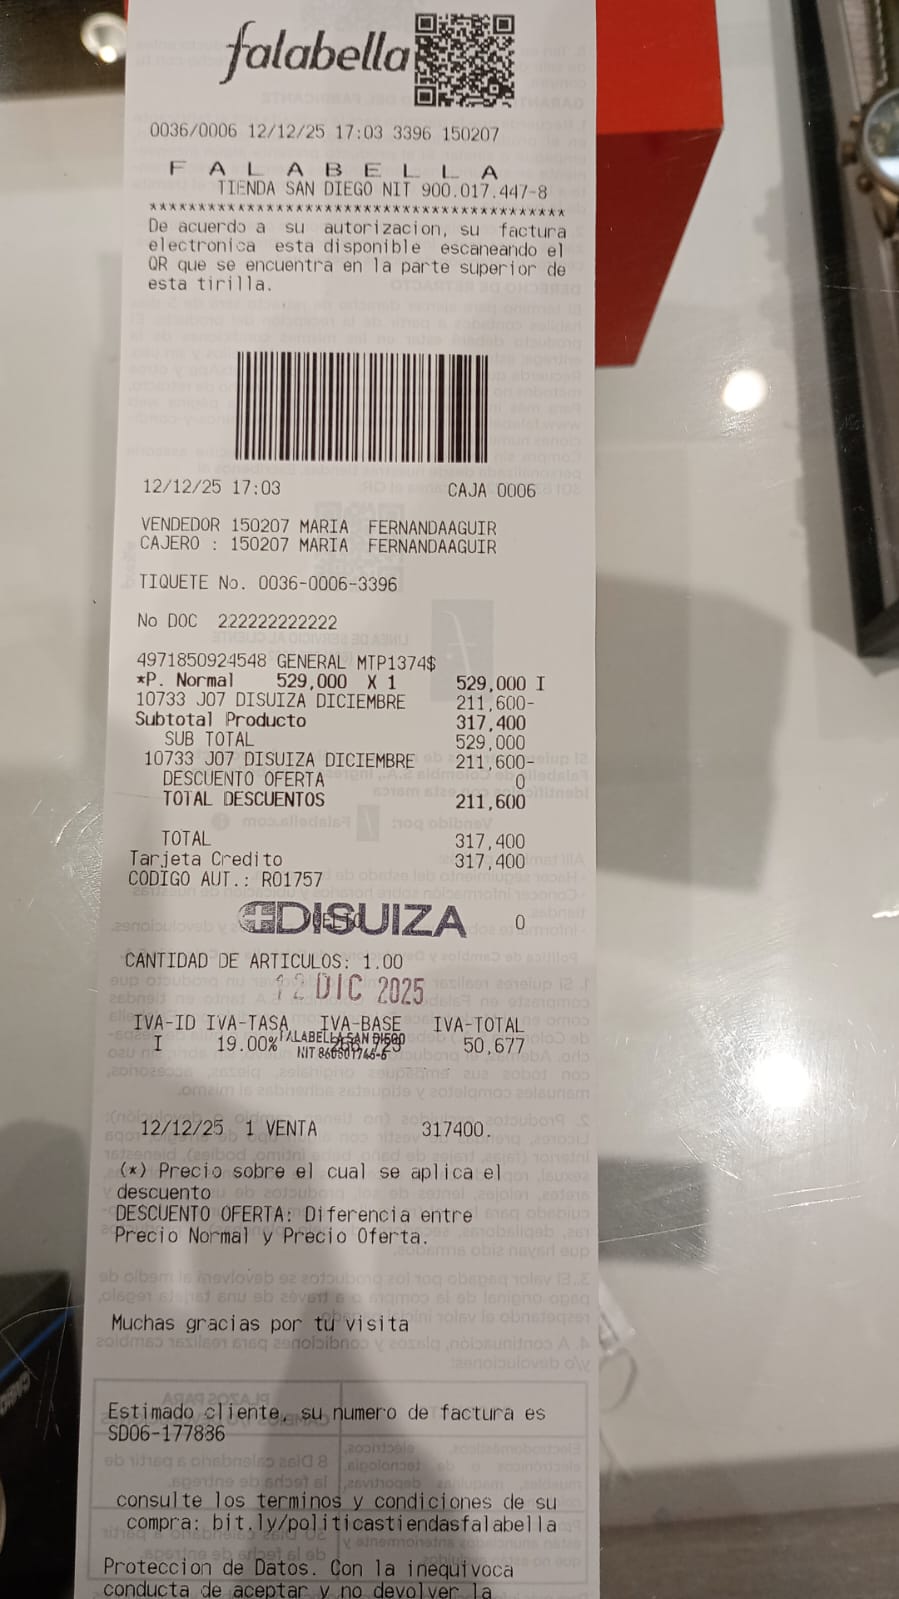 falabella
0036/0006 12/12/25 17:03 3396 150207
F A L A B E L L A
TIENDA SAN DIEGO NIT 900.017.447-8
****************************************
De acuerdo a su autorizacion, su factura
electronica esta disponible escaneando el
QR que se encuentra en la parte superior de
esta tirilla.
12/12/25 17:03 CAJA 0006
VENDEDOR 150207 MARIA FERNANDAAGUIR
CAJERO : 150207 MARIA FERNANDAAGUIR
TIQUETE No. 0036-0006-3396
No DOC 222222222222
4971850924548 GENERAL MTP1374$
*P. Normal 529,000 X 1 529,000 I
10733 J07 DISUIZA DICIEMBRE 211,600-
Subtotal Producto 317,400
SUB TOTAL 529,000
10733 J07 DISUIZA DICIEMBRE 211,600-
DESCUENTO OFERTA 0
TOTAL DESCUENTOS 211,600
TOTAL 317,400
Tarjeta Credito 317,400
CODIGO AUT.: R01757
DISUIZA 0
CANTIDAD DE ARTICULOS: 1.00
12 DIC 2025
IVA-ID IVA-TASA IVA-BASE IVA-TOTAL
I 19.00% 50,677
FALABELLA SAN DIEGO
12/12/25 1 VENTA 317400.
(*) Precio sobre el cual se aplica el
descuento
DESCUENTO OFERTA: Diferencia entre
Precio Normal y Precio Oferta.
Muchas gracias por tu visita
Estimado cliente, su numero de factura es
SD06-177836
consulte los terminos y condiciones de su
compra: bit.ly/politicastiendasfalabella
Proteccion de Datos. Con la inequivoca
conducta de aceptar y no devolver la